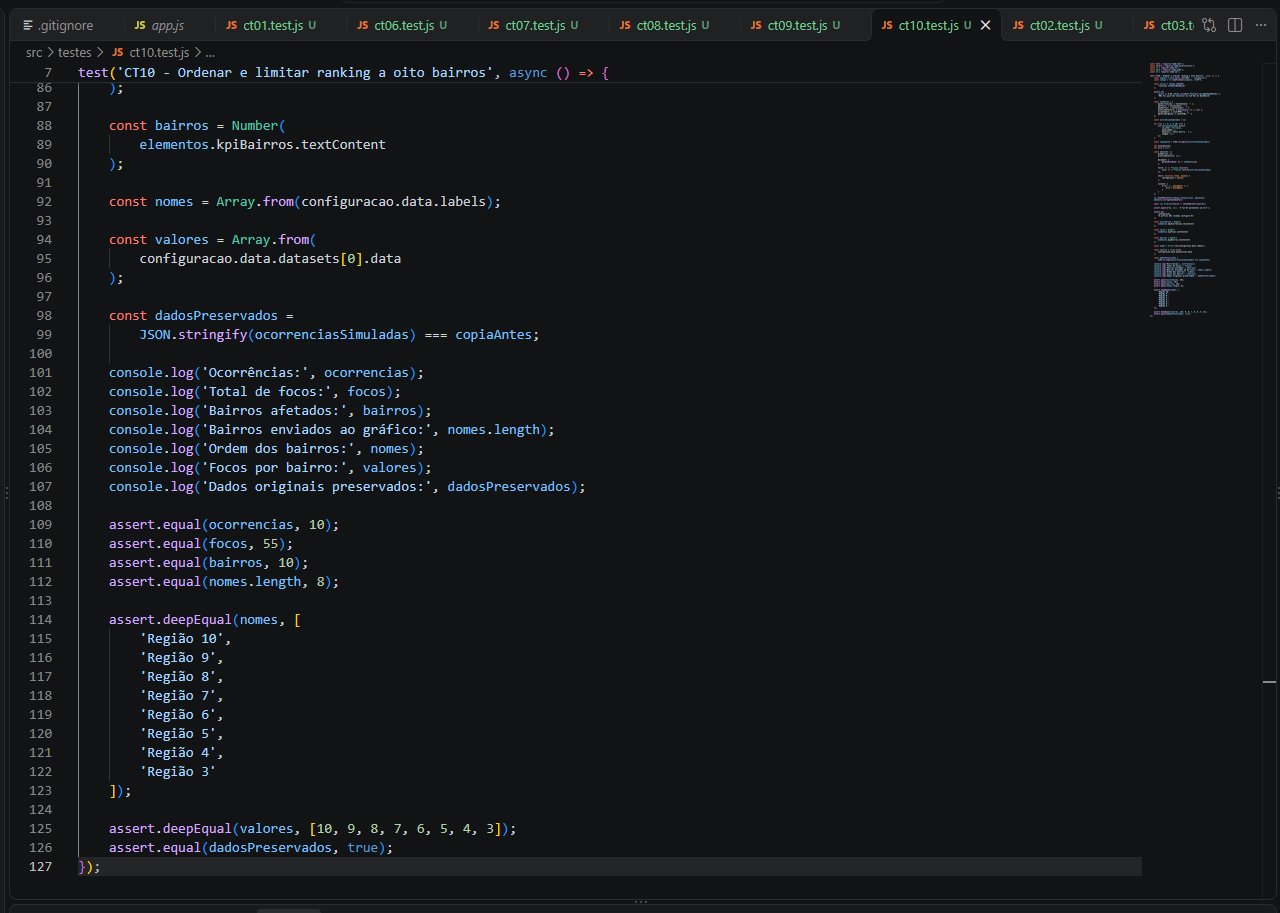 .gitignore
JS app.js
JS ct01.test.js U
JS ct06.test.js U
JS ct07.test.js U
JS ct08.test.js U
JS ct09.test.js U
JS ct10.test.js U
JS ct02.test.js U
JS ct03.t
src > testes > JS ct10.test.js > ...
7 test('CT10 - Ordenar e limitar ranking a oito bairros', async () => {
86 );
87
88 const bairros = Number(
89 elementos.kpiBairros.textContent
90 );
91
92 const nomes = Array.from(configuracao.data.labels);
93
94 const valores = Array.from(
95 configuracao.data.datasets[0].data
96 );
97
98 const dadosPreservados =
99 JSON.stringify(ocorrenciasSimuladas) === copiaAntes;
100
101 console.log('Ocorrências:', ocorrencias);
102 console.log('Total de focos:', focos);
103 console.log('Bairros afetados:', bairros);
104 console.log('Bairros enviados ao gráfico:', nomes.length);
105 console.log('Ordem dos bairros:', nomes);
106 console.log('Focos por bairro:', valores);
107 console.log('Dados originais preservados:', dadosPreservados);
108
109 assert.equal(ocorrencias, 10);
110 assert.equal(focos, 55);
111 assert.equal(bairros, 10);
112 assert.equal(nomes.length, 8);
113
114 assert.deepEqual(nomes, [
115 'Região 10',
116 'Região 9',
117 'Região 8',
118 'Região 7',
119 'Região 6',
120 'Região 5',
121 'Região 4',
122 'Região 3'
123 ]);
124
125 assert.deepEqual(valores, [10, 9, 8, 7, 6, 5, 4, 3]);
126 assert.equal(dadosPreservados, true);
127 });